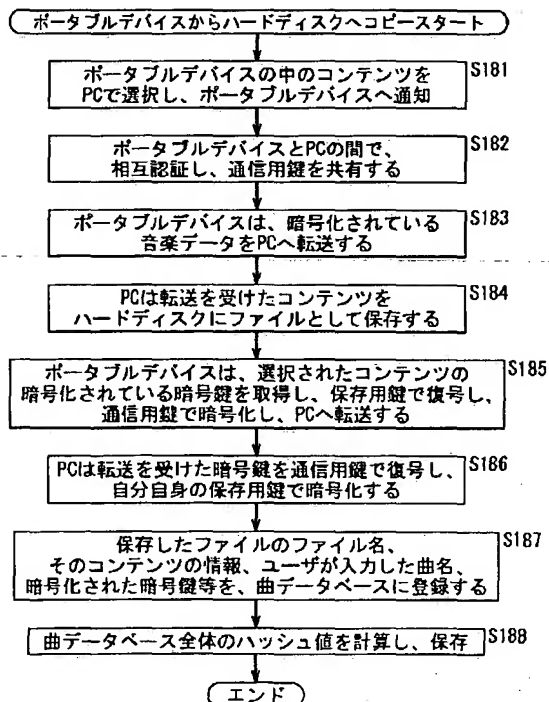 ポータブルデバイスからハードディスクへコピースタート
ポータブルデバイスの中のコンテンツを
PCで選択し、ポータブルデバイスへ通知
S181
ポータブルデバイスとPCの間で、
相互認証し、通信用鍵を共有する
S182
ポータブルデバイスは、暗号化されている
音楽データをPCへ転送する
S183
PCは転送を受けたコンテンツを
ハードディスクにファイルとして保存する
S184
ポータブルデバイスは、選択されたコンテンツの
暗号化されている暗号鍵を取得し、保存用鍵で復号し、
通信用鍵で暗号化し、PCへ転送する
S185
PCは転送を受けた暗号鍵を通信用鍵で復号し、
自分自身の保存用鍵で暗号化する
S186
保存したファイルのファイル名、
そのコンテンツの情報、ユーザが入力した曲名、
暗号化された暗号鍵等を、曲データベースに登録する
S187
曲データベース全体のハッシュ値を計算し、保存
S188
エンド